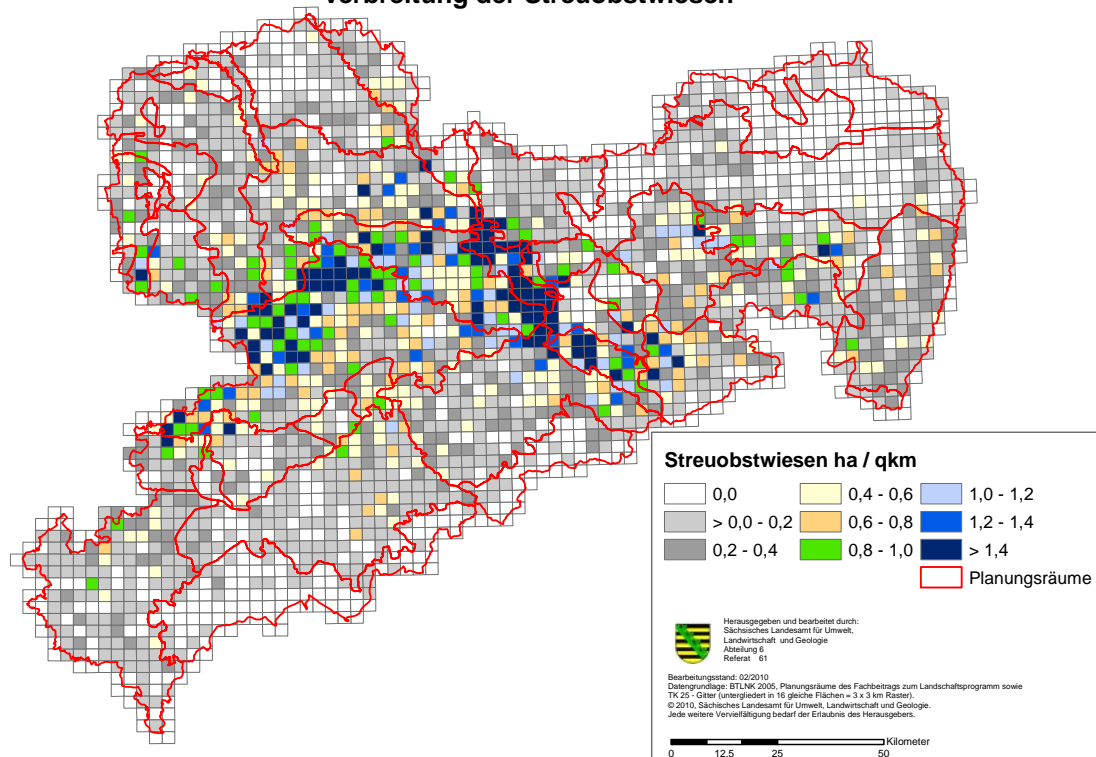 Verbreitung der Streuobstwiesen
Streuobstwiesen ha / qkm
0,0
> 0,0 - 0,2
0,2 - 0,4
0,4 - 0,6
0,6 - 0,8
0,8 - 1,0
1,0 - 1,2
1,2 - 1,4
> 1,4
Planungsräume
Herausgegeben und bearbeitet durch:
Sächsisches Landesamt für Umwelt,
Landwirtschaft und Geologie
Abteilung 6
Referat 61
Bearbeitungsstand: 02/2010
Datengrundlage: BTLNK 2005, Planungsräume des Fachbeitrags zum Landschaftsprogramm sowie
TK 25 - Gitter (untergliedert in 16 gleiche Flächen = 3 x 3 km Raster).
© 2010, Sächsisches Landesamt für Umwelt, Landwirtschaft und Geologie.
Jede weitere Vervielfältigung bedarf der Erlaubnis des Herausgebers.
Kilometer
0 12,5 25 50